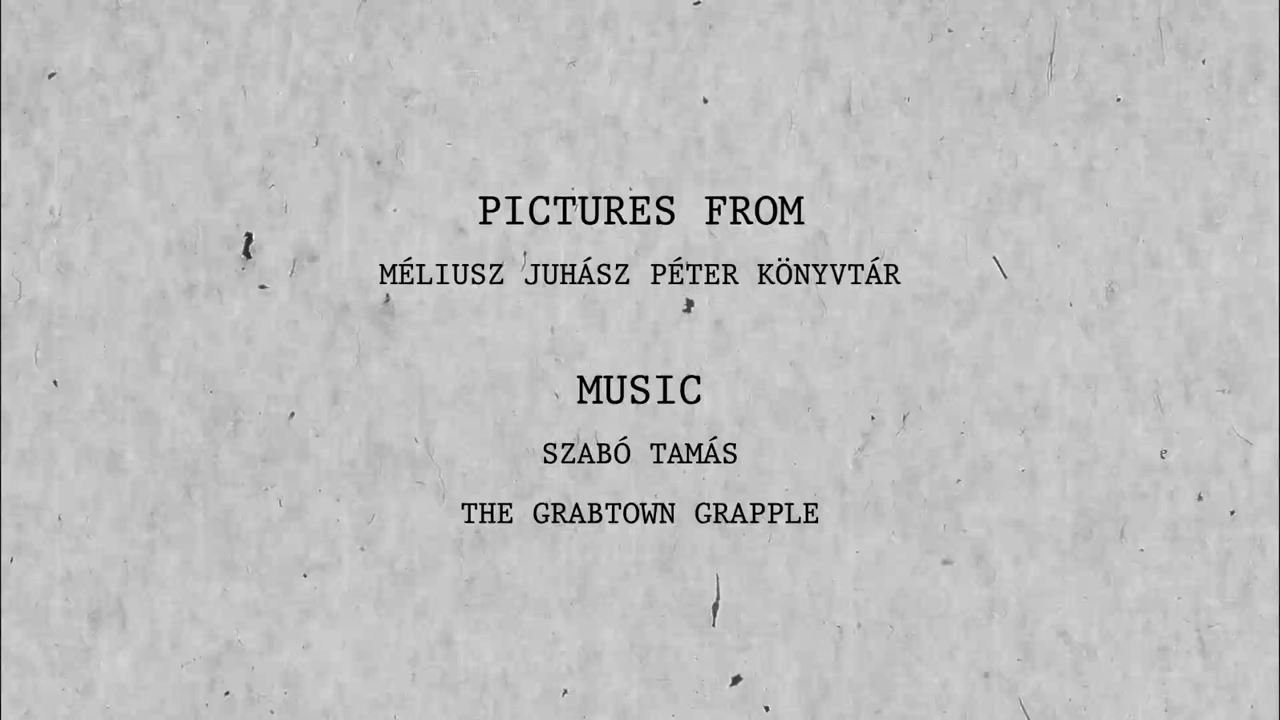 PICTURES FROM
MÉLIUSZ JUHÁSZ PÉTER KÖNYVTÁR
MUSIC
SZABÓ TAMÁS
THE GRABTOWN GRAPPLE